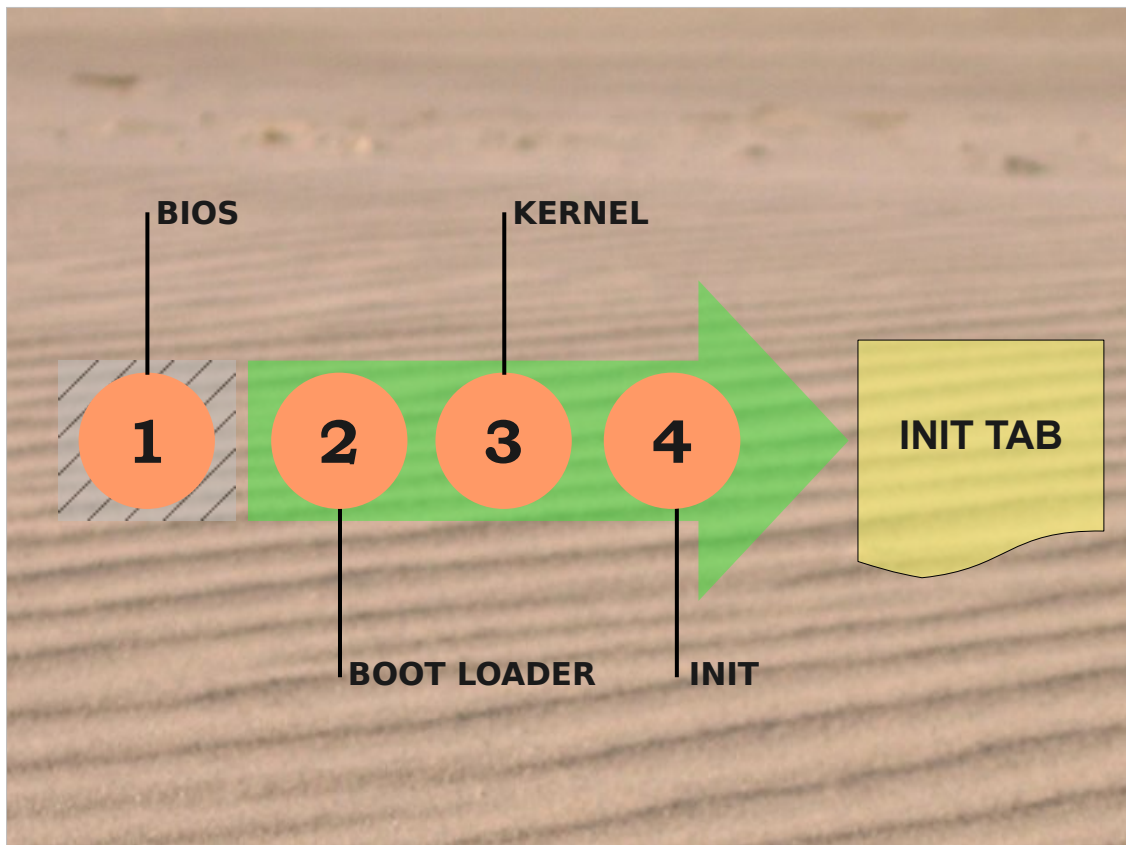 BIOS
KERNEL
1
2
3
4
INIT TAB
BOOT LOADER
INIT